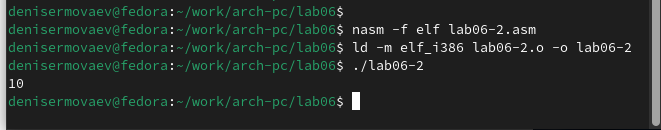 denisermovaev@fedora:~/work/arch-pc/lab06$
denisermovaev@fedora:~/work/arch-pc/lab06$ nasm -f elf lab06-2.asm
denisermovaev@fedora:~/work/arch-pc/lab06$ ld -m elf_i386 lab06-2.o -o lab06-2
denisermovaev@fedora:~/work/arch-pc/lab06$ ./lab06-2
10
denisermovaev@fedora:~/work/arch-pc/lab06$